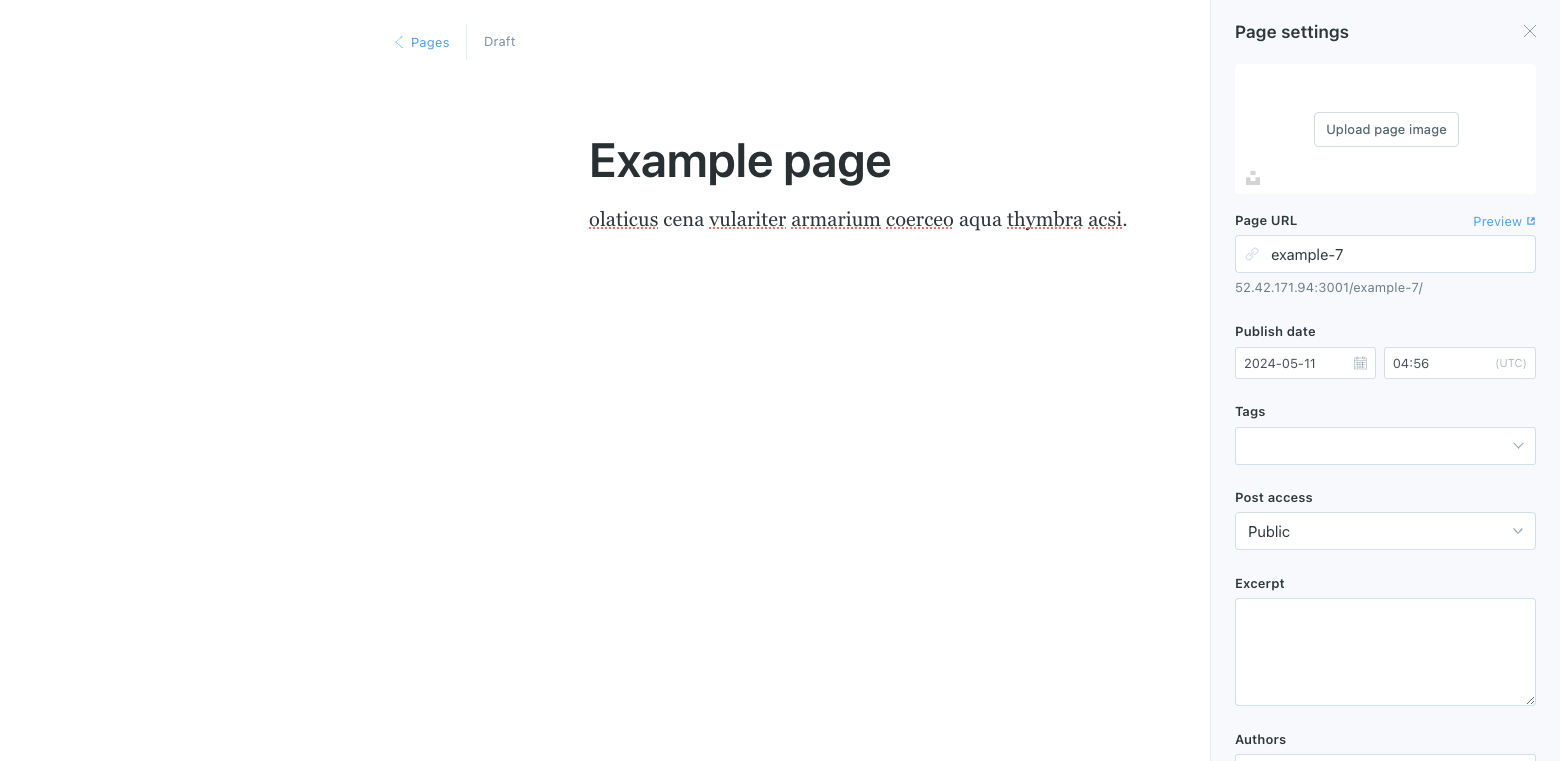 Pages
Draft
Example page
olaticus cena vulariter armarium coerceo aqua thymbra acsi.
Page settings
Upload page image
Page URL
Preview
example-7
52.42.171.94:3001/example-7/
Publish date
2024-05-11
04:56
(UTC)
Tags
Post access
Public
Excerpt
Authors